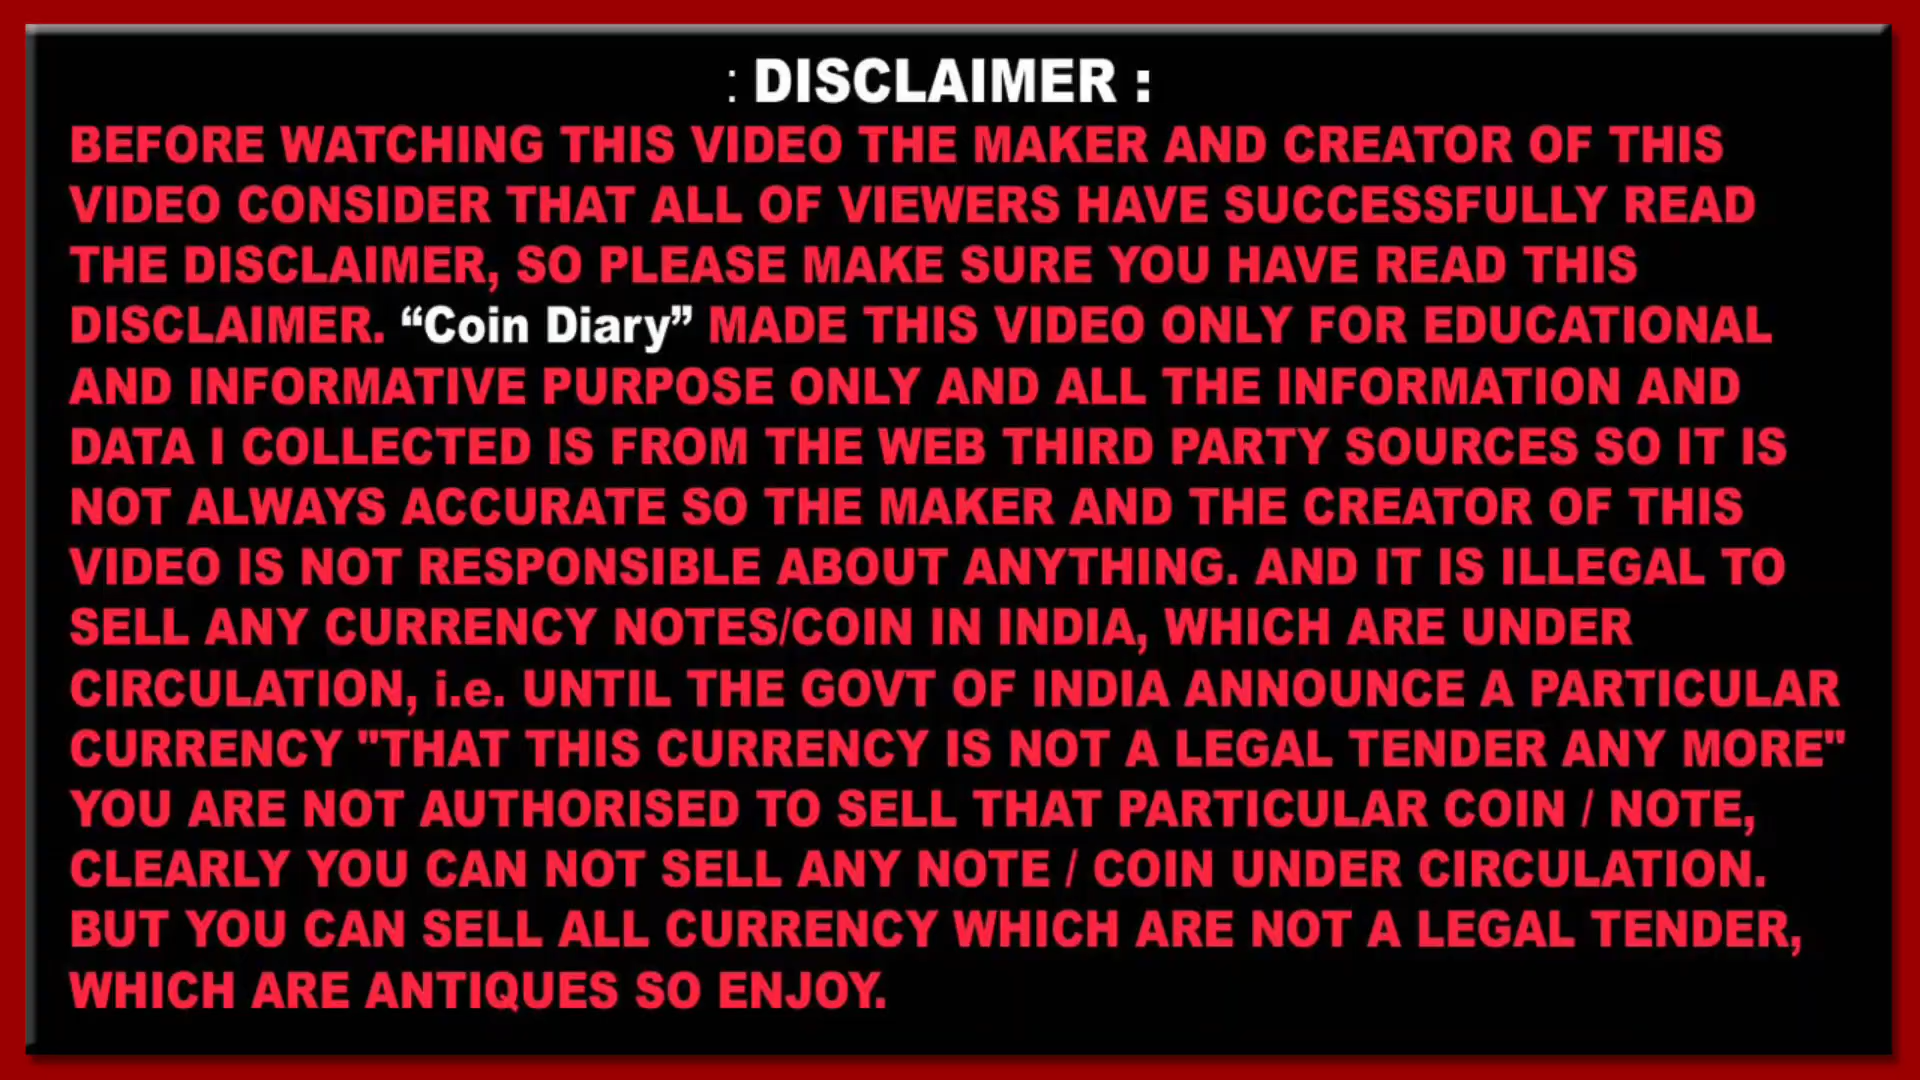 : DISCLAIMER :
BEFORE WATCHING THIS VIDEO THE MAKER AND CREATOR OF THIS
VIDEO CONSIDER THAT ALL OF VIEWERS HAVE SUCCESSFULLY READ
THE DISCLAIMER, SO PLEASE MAKE SURE YOU HAVE READ THIS
DISCLAIMER. “Coin Diary” MADE THIS VIDEO ONLY FOR EDUCATIONAL
AND INFORMATIVE PURPOSE ONLY AND ALL THE INFORMATION AND
DATA I COLLECTED IS FROM THE WEB THIRD PARTY SOURCES SO IT IS
NOT ALWAYS ACCURATE SO THE MAKER AND THE CREATOR OF THIS
VIDEO IS NOT RESPONSIBLE ABOUT ANYTHING. AND IT IS ILLEGAL TO
SELL ANY CURRENCY NOTES/COIN IN INDIA, WHICH ARE UNDER
CIRCULATION, i.e. UNTIL THE GOVT OF INDIA ANNOUNCE A PARTICULAR
CURRENCY "THAT THIS CURRENCY IS NOT A LEGAL TENDER ANY MORE"
YOU ARE NOT AUTHORISED TO SELL THAT PARTICULAR COIN / NOTE,
CLEARLY YOU CAN NOT SELL ANY NOTE / COIN UNDER CIRCULATION.
BUT YOU CAN SELL ALL CURRENCY WHICH ARE NOT A LEGAL TENDER,
WHICH ARE ANTIQUES SO ENJOY.